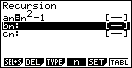 Recursion
an=n²-1 [—]
bn: [—]
cn: [—]
SEL+S DEL TYPE n SET TABL